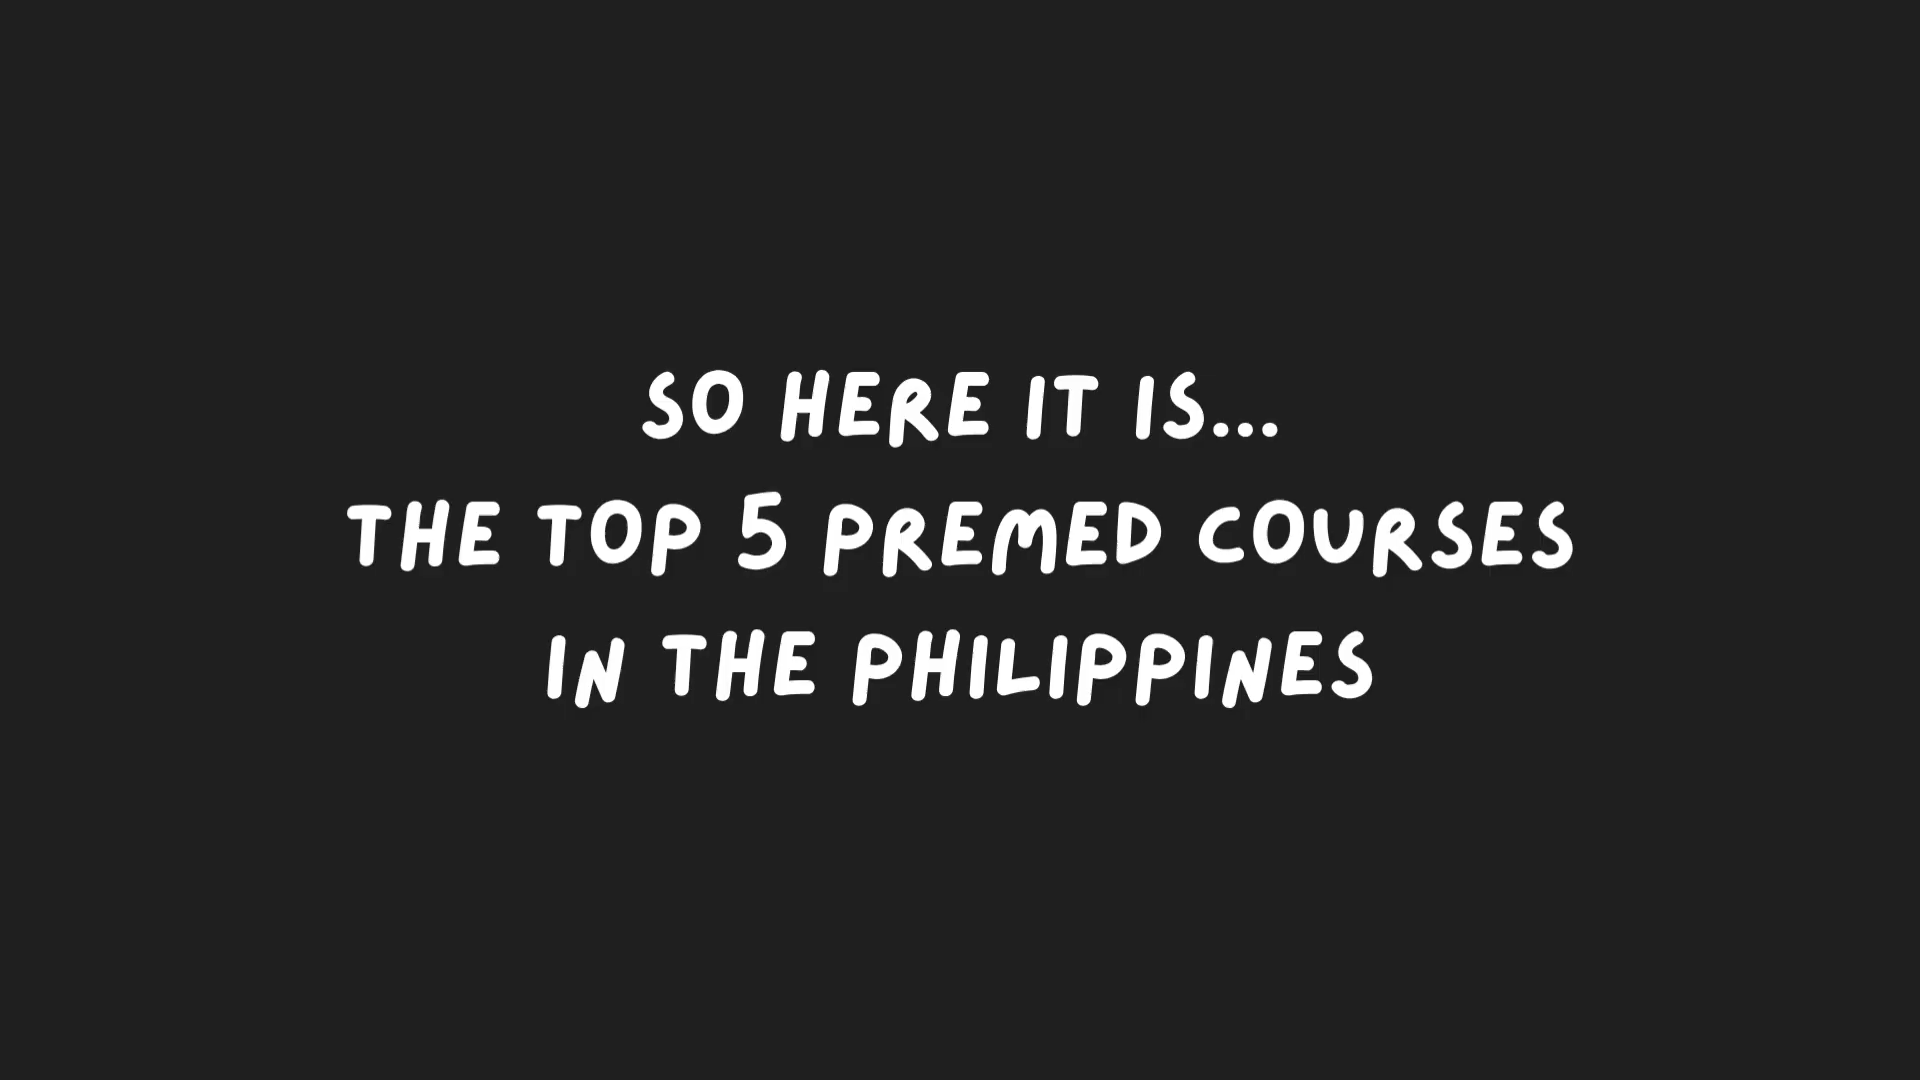 SO HERE IT IS...
THE TOP 5 PREMED COURSES
IN THE PHILIPPINES